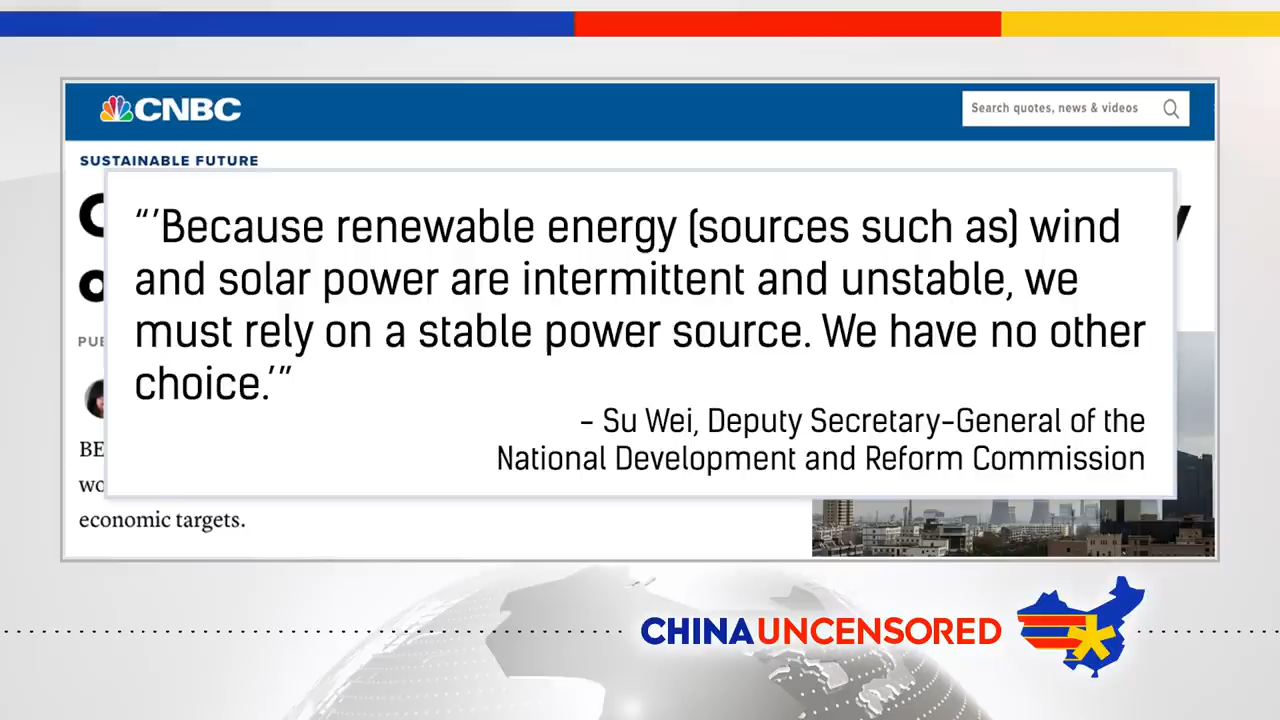 CNBC
Search quotes, news & videos
SUSTAINABLE FUTURE
“‘Because renewable energy (sources such as) wind
and solar power are intermittent and unstable, we
must rely on a stable power source. We have no other
choice.’”
– Su Wei, Deputy Secretary-General of the
National Development and Reform Commission
economic targets.
CHINAUNCENSORED